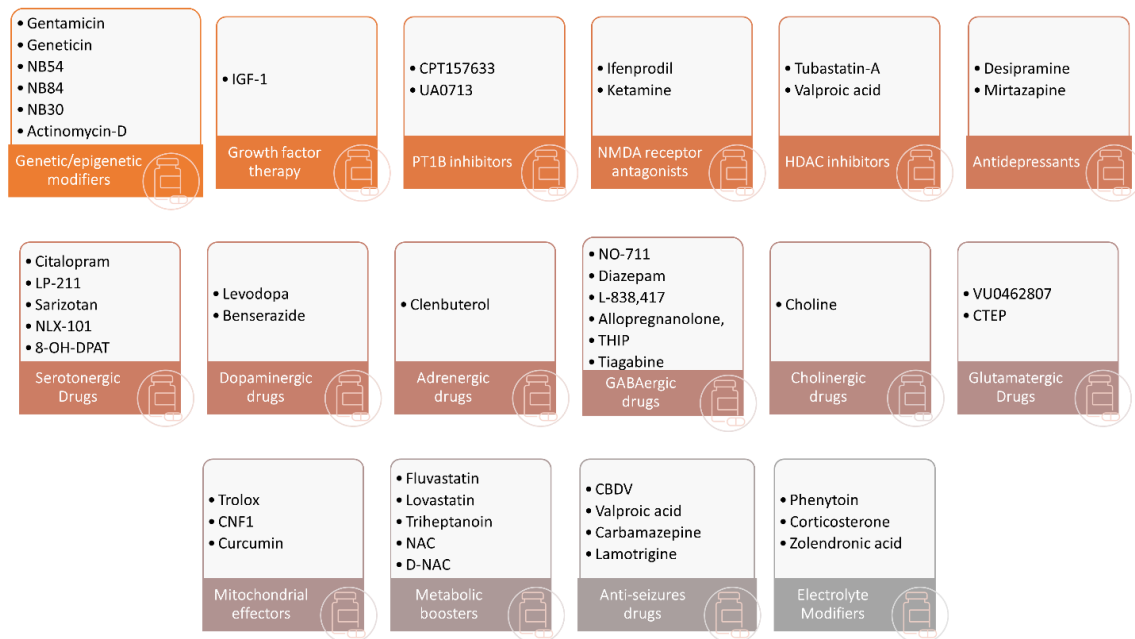 • Gentamicin
• Geneticin
• NB54
• NB84
• NB30
• Actinomycin-D
Genetic/epigenetic
modifiers
• IGF-1
Growth factor
therapy
• CPT157633
• UA0713
PT1B inhibitors
• Ifenprodil
• Ketamine
NMDA receptor
antagonists
• Tubastatin-A
• Valproic acid
HDAC inhibitors
• Desipramine
• Mirtazapine
Antidepressants
• Citalopram
• LP-211
• Sarizotan
• NLX-101
• 8-OH-DPAT
Serotonergic
Drugs
• Levodopa
• Benserazide
Dopaminergic
drugs
• Clenbuterol
Adrenergic
drugs
• NO-711
• Diazepam
• L-838,417
• Allopregnanolone,
• THIP
• Tiagabine
GABAergic
drugs
• Choline
Cholinergic
drugs
• VU0462807
• CTEP
Glutamatergic
Drugs
• Trolox
• CNF1
• Curcumin
Mitochondrial
effectors
• Fluvastatin
• Lovastatin
• Triheptanoin
• NAC
• D-NAC
Metabolic
boosters
• CBDV
• Valproic acid
• Carbamazepine
• Lamotrigine
Anti-seizures
drugs
• Phenytoin
• Corticosterone
• Zolendronic acid
Electrolyte
Modifiers